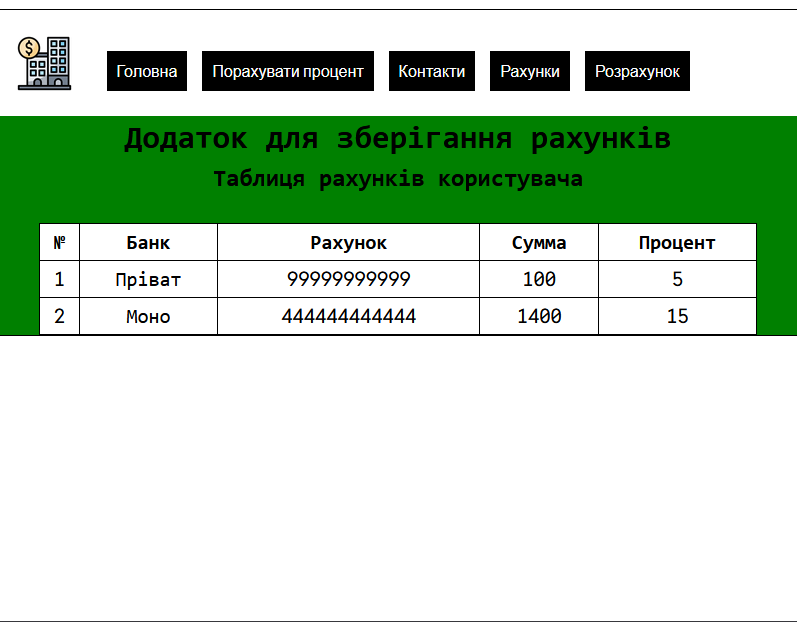 $
Головна Порахувати процент Контакти Рахунки Розрахунок
Додаток для зберігання рахунків
Таблиця рахунків користувача
№ Банк Рахунок Сумма Процент
1 Пріват 99999999999 100 5
2 Моно 444444444444 1400 15